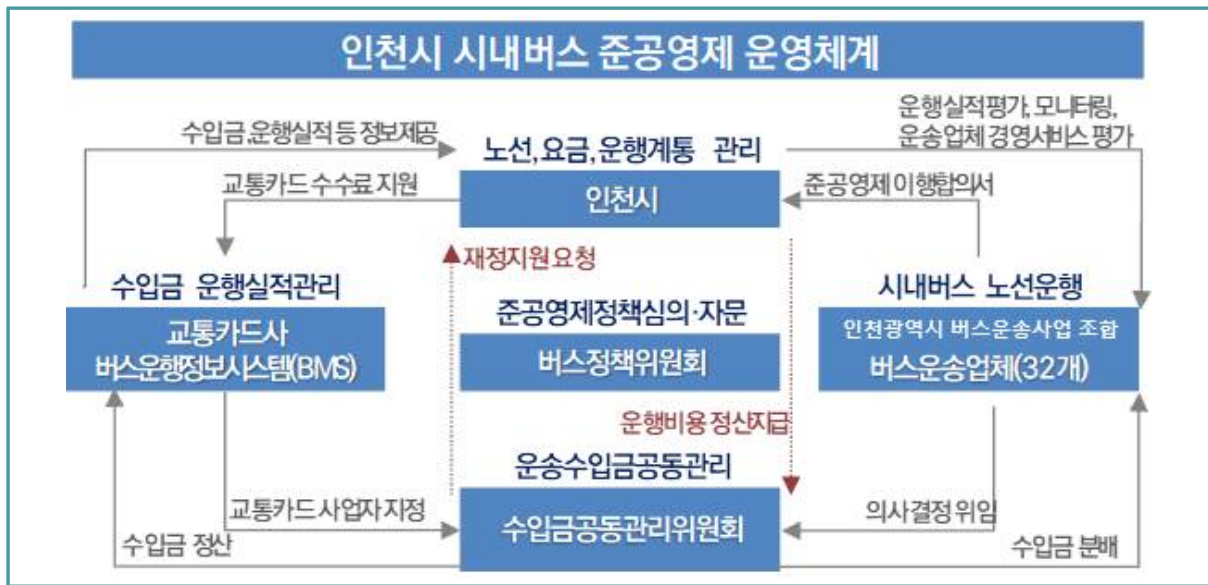 인천시 시내버스 준공영제 운영체계
운행실적평가, 모니터링,
운송업체 경영서비스 평가
수입금,운행실적 등 정보제공
노선,요금,운행계통 관리
교통카드 수수료 지원
인천시
준공영제 이행합의서
재정지원 요청
수입금 운행실적관리
시내버스 노선운행
준공영제정책심의·자문
교통카드사
버스운행정보시스템(BMS)
버스정책위원회
인천광역시 버스운송사업 조합
버스운송업체(32개)
운행비용 정산지급
운송수입금공동관리
교통카드 사업자 지정
수입금공동관리위원회
의사결정 위임
수입금 정산
수입금 분배